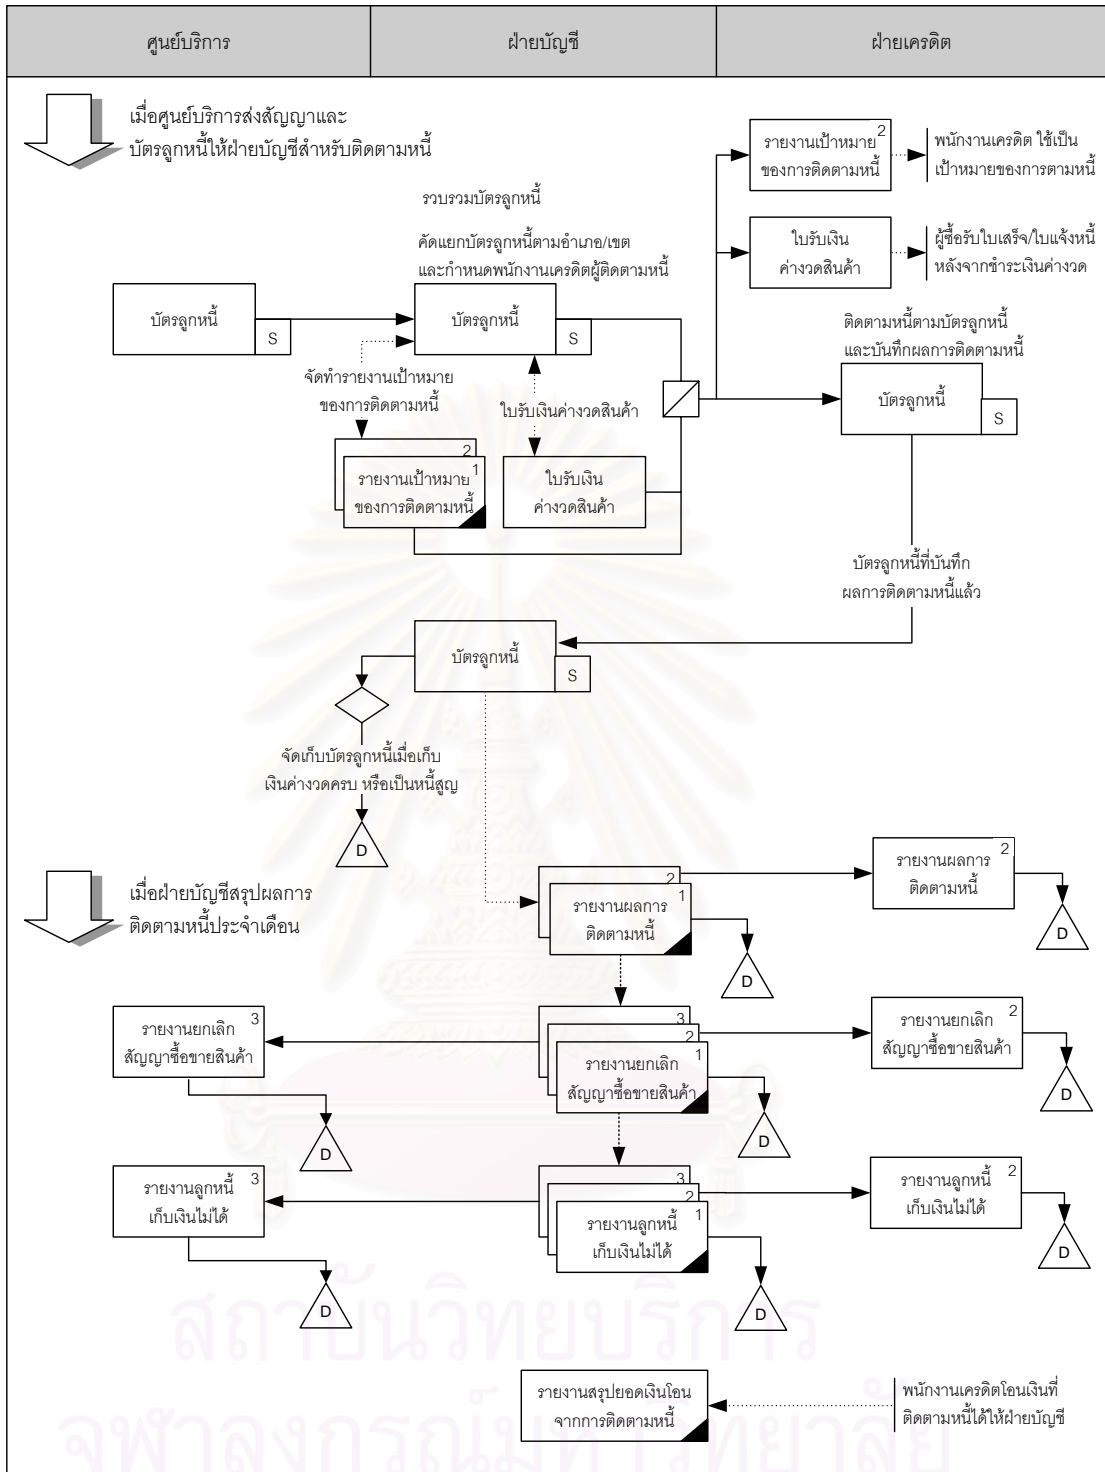 ศูนย์บริการ
ฝ่ายบัญชี
ฝ่ายเครดิต
เมื่อศูนย์บริการส่งสัญญาและ
บัตรลูกหนี้ให้ฝ่ายบัญชีสำหรับติดตามหนี้
รายงานเป้าหมาย 2
ของการติดตามหนี้
พนักงานเครดิต ใช้เป็น
เป้าหมายของการตามหนี้
รวบรวมบัตรลูกหนี้
คัดแยกบัตรลูกหนี้ตามอำเภอ/เขต
และกำหนดพนักงานเครดิตผู้ติดตามหนี้
ใบรับเงิน
ค่างวดสินค้า
ผู้ซื้อรับใบเสร็จ/ใบแจ้งหนี้
หลังจากชำระเงินค่างวด
บัตรลูกหนี้
S
บัตรลูกหนี้
S
ติดตามหนี้ตามบัตรลูกหนี้
และบันทึกผลการติดตามหนี้
บัตรลูกหนี้
S
จัดทำรายงานเป้าหมาย
ของการติดตามหนี้
ใบรับเงินค่างวดสินค้า
2
รายงานเป้าหมาย 1
ของการติดตามหนี้
ใบรับเงิน
ค่างวดสินค้า
บัตรลูกหนี้ที่บันทึก
ผลการติดตามหนี้แล้ว
บัตรลูกหนี้
S
จัดเก็บบัตรลูกหนี้เมื่อเก็บ
เงินค่างวดครบ หรือเป็นหนี้สูญ
D
เมื่อฝ่ายบัญชีสรุปผลการ
ติดตามหนี้ประจำเดือน
2
รายงานผลการ 1
ติดตามหนี้
D
รายงานผลการ 2
ติดตามหนี้
D
รายงานยกเลิก 3
สัญญาซื้อขายสินค้า
D
3
2
รายงานยกเลิก 1
สัญญาซื้อขายสินค้า
D
รายงานยกเลิก 2
สัญญาซื้อขายสินค้า
D
รายงานลูกหนี้ 3
เก็บเงินไม่ได้
D
3
2
รายงานลูกหนี้ 1
เก็บเงินไม่ได้
D
รายงานลูกหนี้ 2
เก็บเงินไม่ได้
D
รายงานสรุปยอดเงินโอน
จากการติดตามหนี้
พนักงานเครดิตโอนเงินที่
ติดตามหนี้ได้ให้ฝ่ายบัญชี
สถาบันวิทยบริการ
จุฬาลงกรณ์มหาวิทยาลัย